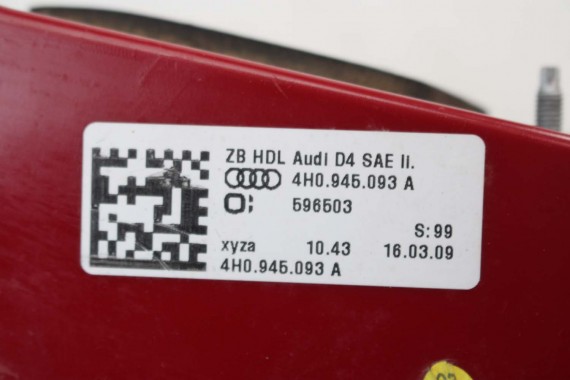 ZB HDL Audi D4 SAE li.
4H0.945.093 A
596503
S:99
xyza 10.43 16.03.09
4H0.945.093 A